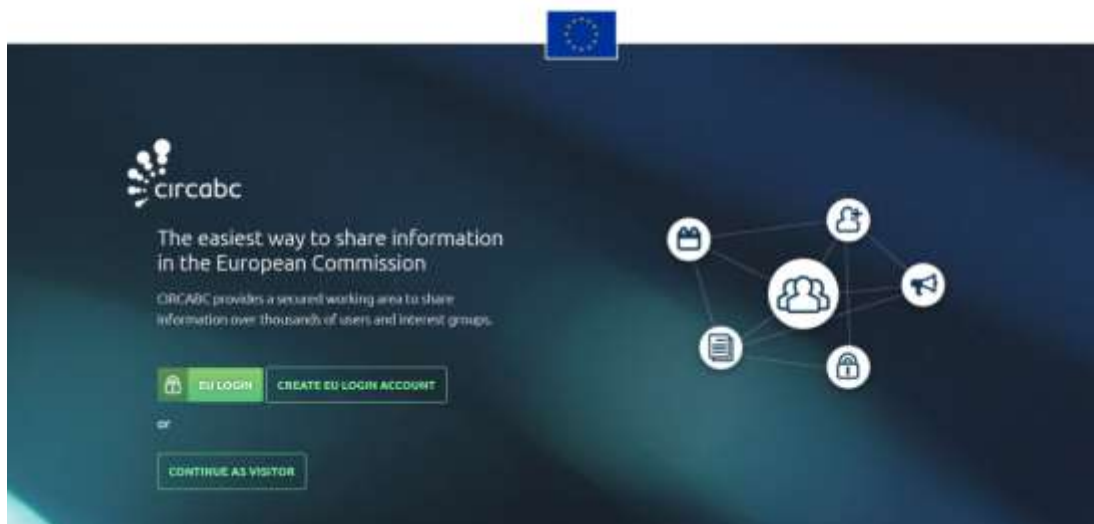 circabc
The easiest way to share information
in the European Commission
CIRCABC provides a secured working area to share
information over thousands of users and interest groups.
EU LOGIN
CREATE EU LOGIN ACCOUNT
or
CONTINUE AS VISITOR